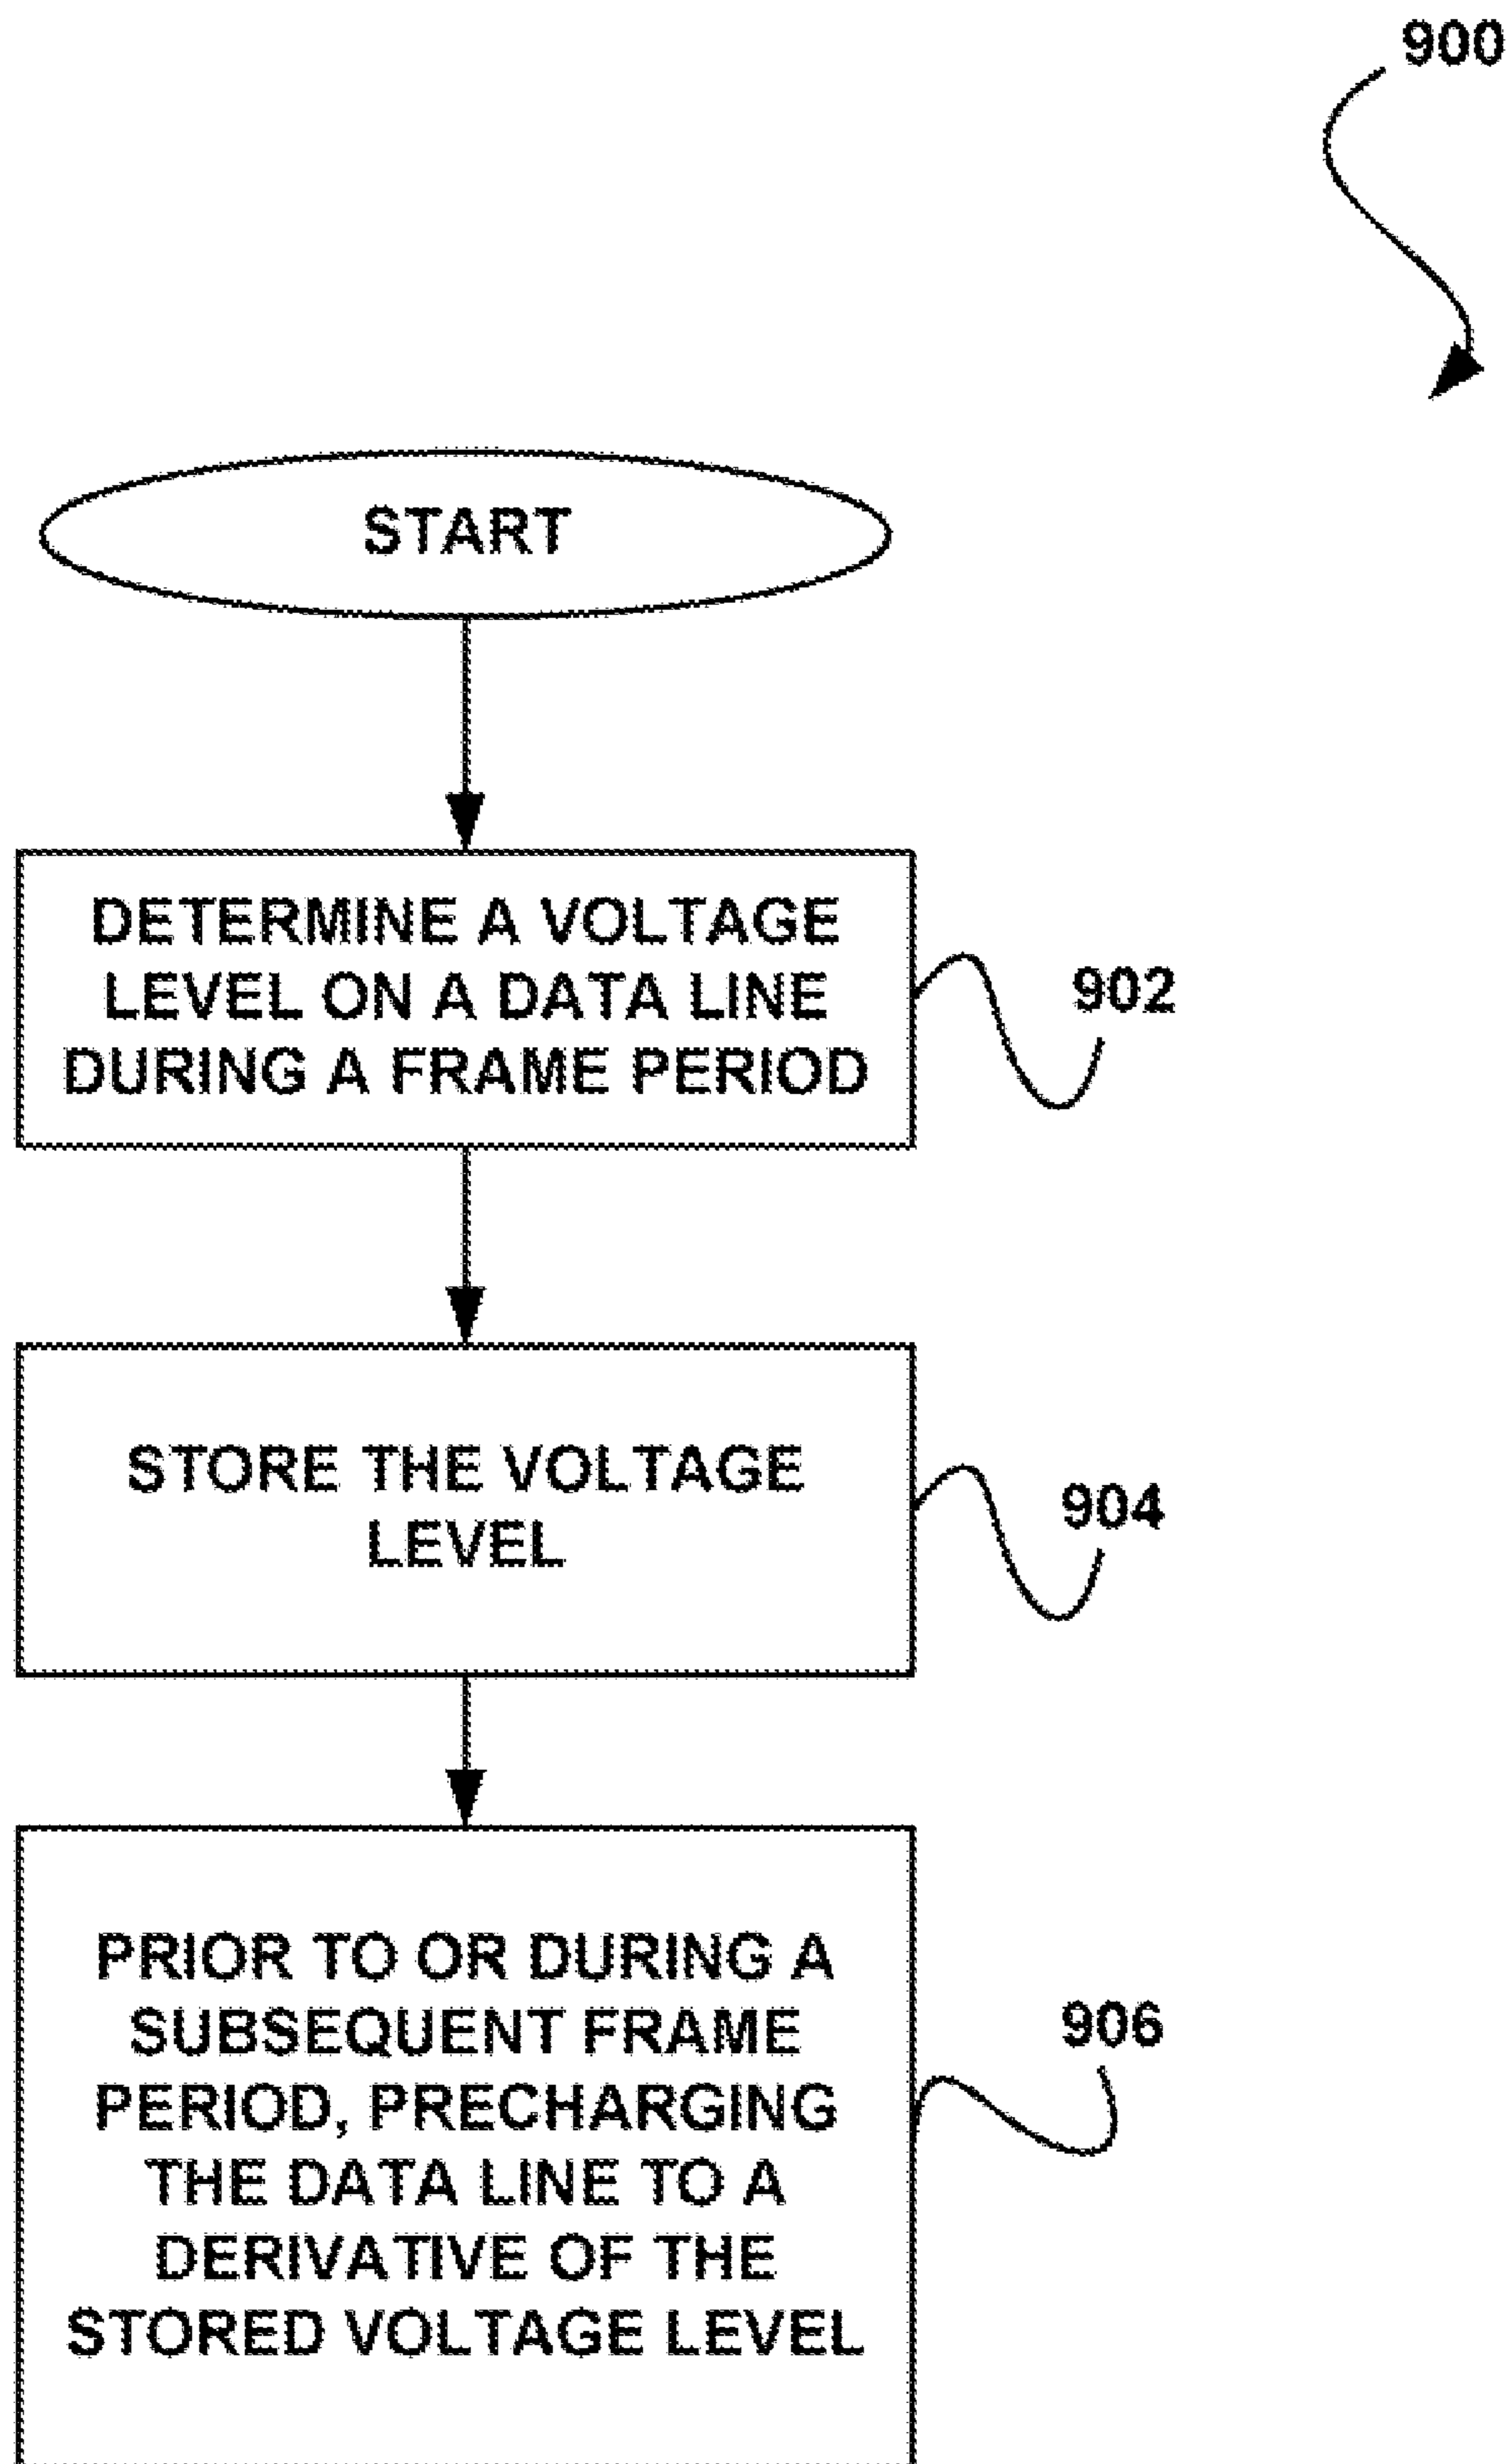 900
START
DETERMINE A VOLTAGE
LEVEL ON A DATA LINE
DURING A FRAME PERIOD
902
STORE THE VOLTAGE
LEVEL
904
PRIOR TO OR DURING A
SUBSEQUENT FRAME
PERIOD, PRECHARGING
THE DATA LINE TO A
DERIVATIVE OF THE
STORED VOLTAGE LEVEL
906